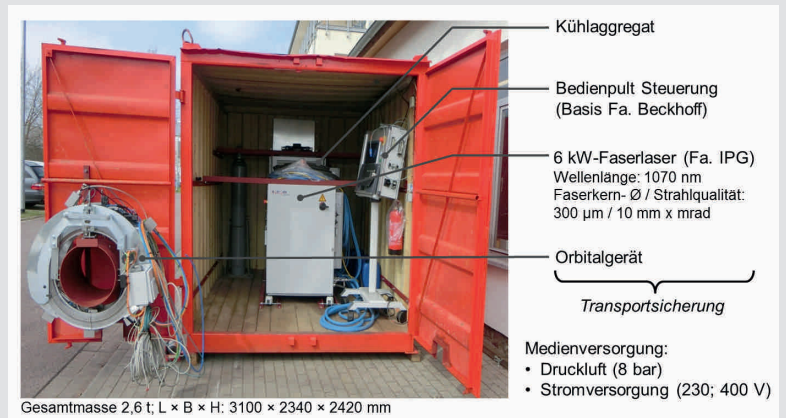 Kühlaggregat
Bedienpult Steuerung
(Basis Fa. Beckhoff)
6 kW-Faserlaser (Fa. IPG)
Wellenlänge: 1070 nm
Faserkern- Ø / Strahlqualität:
300 µm / 10 mm x mrad
Orbitalgerät
Transportsicherung
Medienversorgung:
• Druckluft (8 bar)
• Stromversorgung (230; 400 V)
Gesamtmasse 2,6 t; L × B × H: 3100 × 2340 × 2420 mm